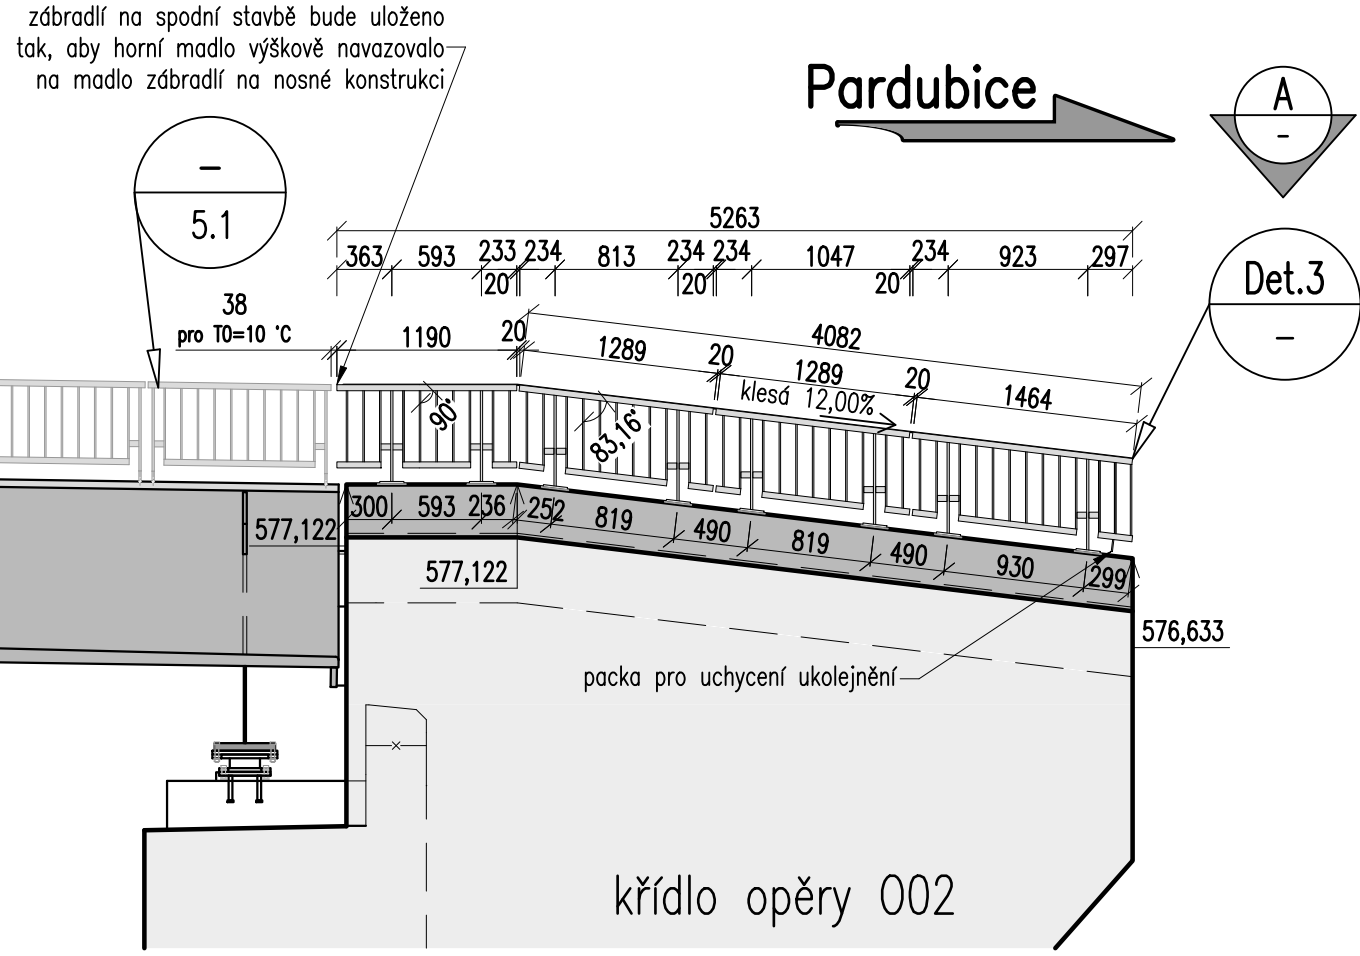 zábradlí na spodní stavbě bude uloženo
tak, aby horní madlo výškově navazovalo
na madlo zábradlí na nosné konstrukci
Pardubice
A
-
-
5.1
Det.3
-
5263
363 593 233 234 813 234 234 1047 234 923 297
20 20 20
38
pro T0=10 °C
1190 20 4082
1289 20 1289 20 1464
klesá 12,00%
90°
83,16°
577,122
300 593 236 252 819 490 819 490 930 299
577,122
576,633
packa pro uchycení ukolejnění
křídlo opěry O02